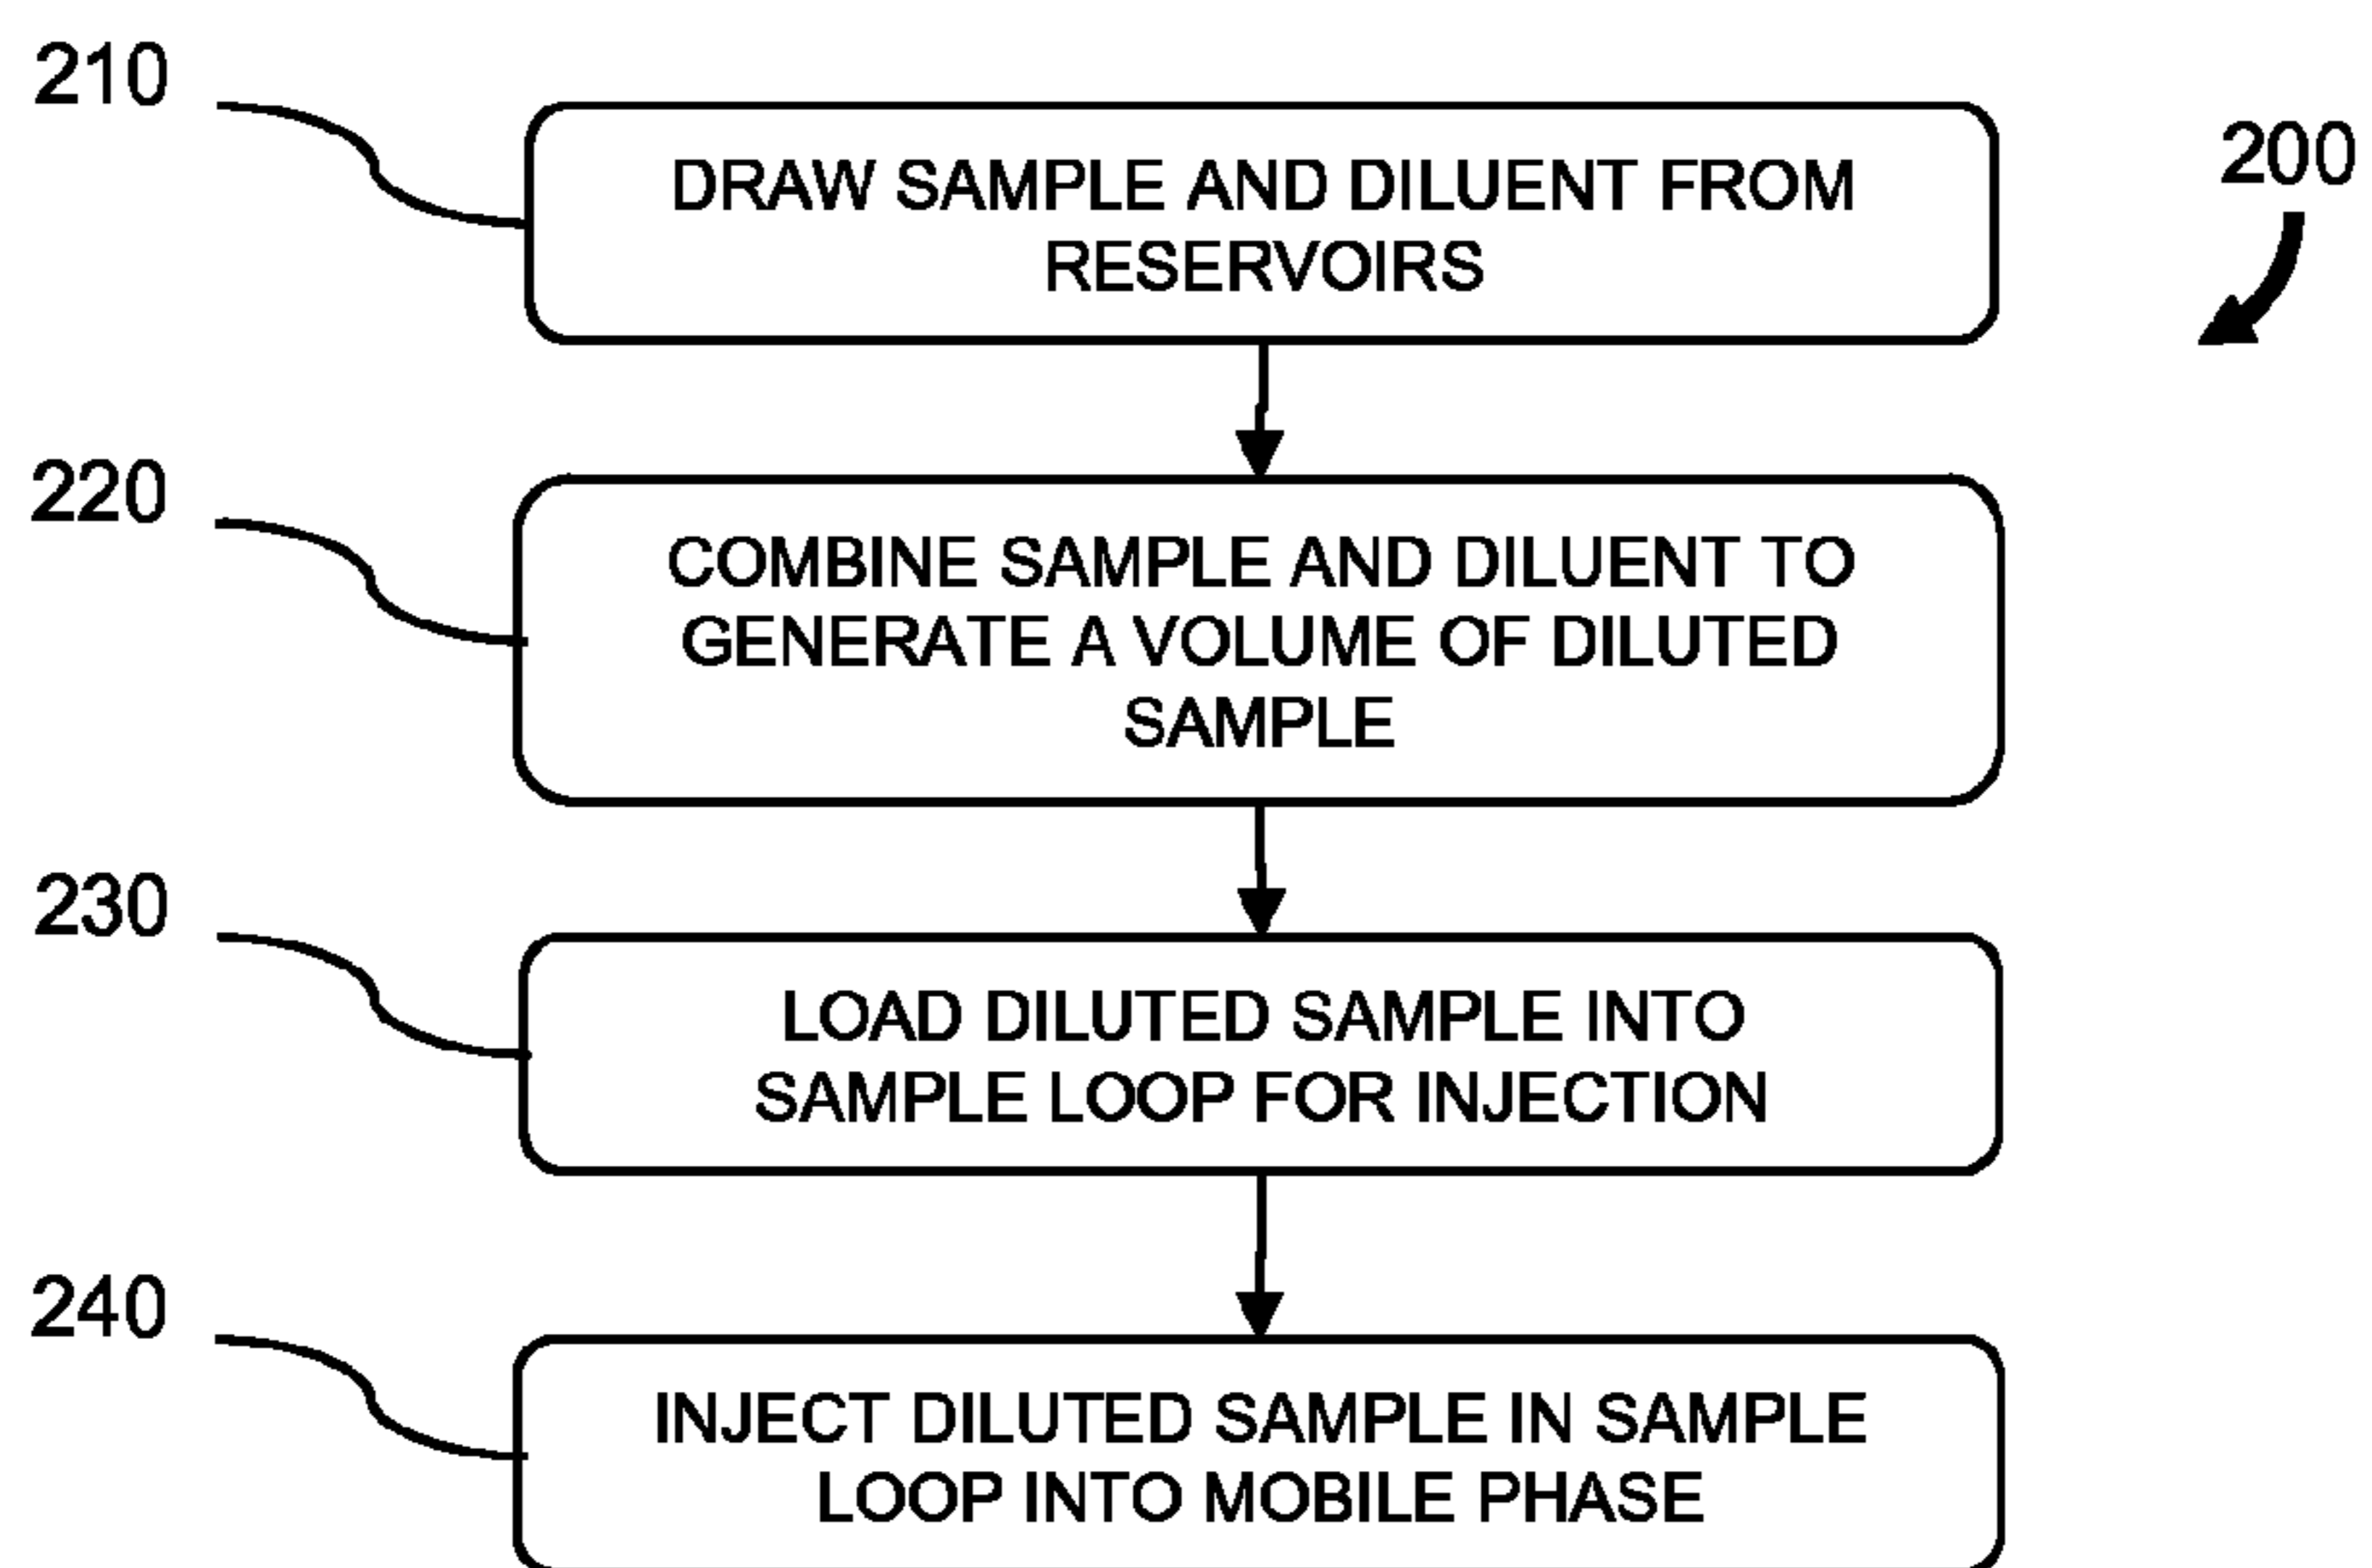 210
DRAW SAMPLE AND DILUENT FROM
RESERVOIRS
200
220
COMBINE SAMPLE AND DILUENT TO
GENERATE A VOLUME OF DILUTED
SAMPLE
230
LOAD DILUTED SAMPLE INTO
SAMPLE LOOP FOR INJECTION
240
INJECT DILUTED SAMPLE IN SAMPLE
LOOP INTO MOBILE PHASE